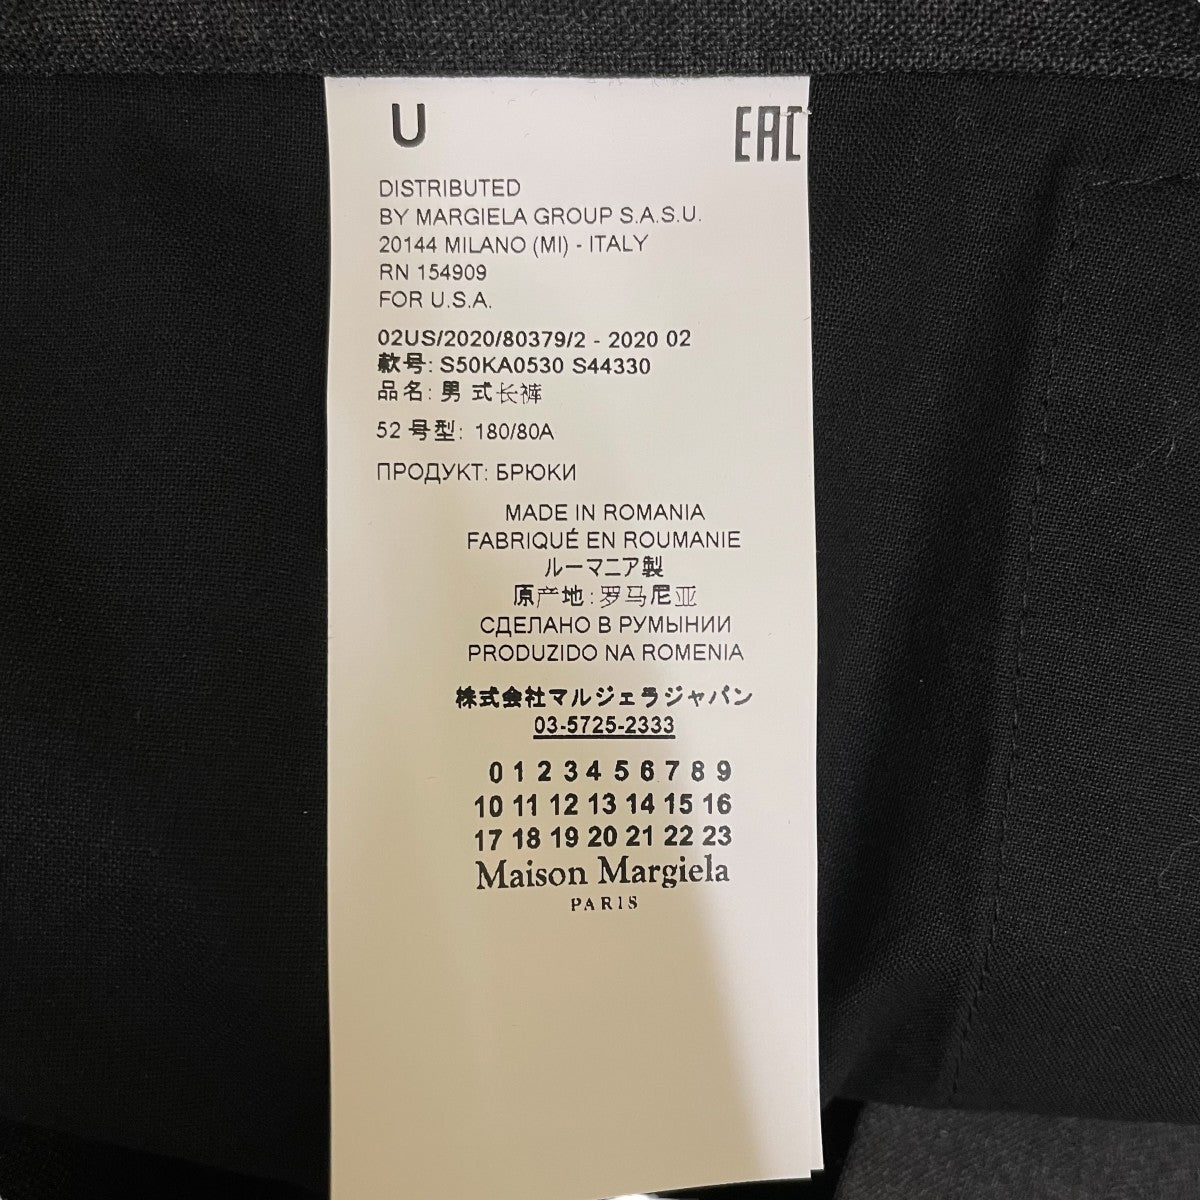 U
EAC
DISTRIBUTED
BY MARGIELA GROUP S.A.S.U.
20144 MILANO (MI) - ITALY
RN 154909
FOR U.S.A.
02US/2020/80379/2 - 2020 02
款号: S50KA0530 S44330
品名: 男 式长裤
52 号型: 180/80A
ПРОДУКТ: БРЮКИ
MADE IN ROMANIA
FABRIQUÉ EN ROUMANIE
ルーマニア製
原产地:罗马尼亚
СДЕЛАНО В РУМЫНИИ
PRODUZIDO NA ROMENIA
株式会社マルジェラジャパン
03-5725-2333
0 1 2 3 4 5 6 7 8 9
10 11 12 13 14 15 16
17 18 19 20 21 22 23
Maison Margiela
PARIS